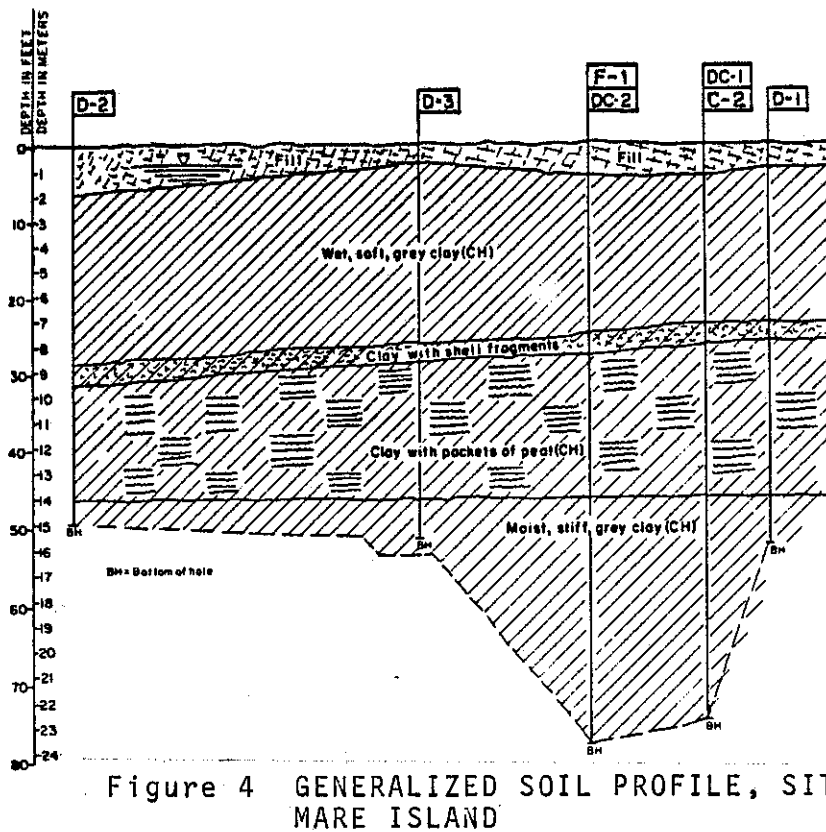 DEPTH IN FEET
DEPTH IN METERS
D-2
D-3
F-1
DC-2
DC-1
C-2
D-1
0
10
20
30
40
50
60
70
80
1
2
3
4
5
6
7
8
9
10
11
12
13
14
15
16
17
18
19
20
21
22
23
24
Fill
Fill
Wet, soft, grey clay (CH)
Clay with shell fragments
Clay with pockets of peat (CH)
Moist, stiff, grey clay (CH)
BH
BH
BH
BH
BH
BH = Bottom of hole
Figure 4 GENERALIZED SOIL PROFILE, SIT
MARE ISLAND